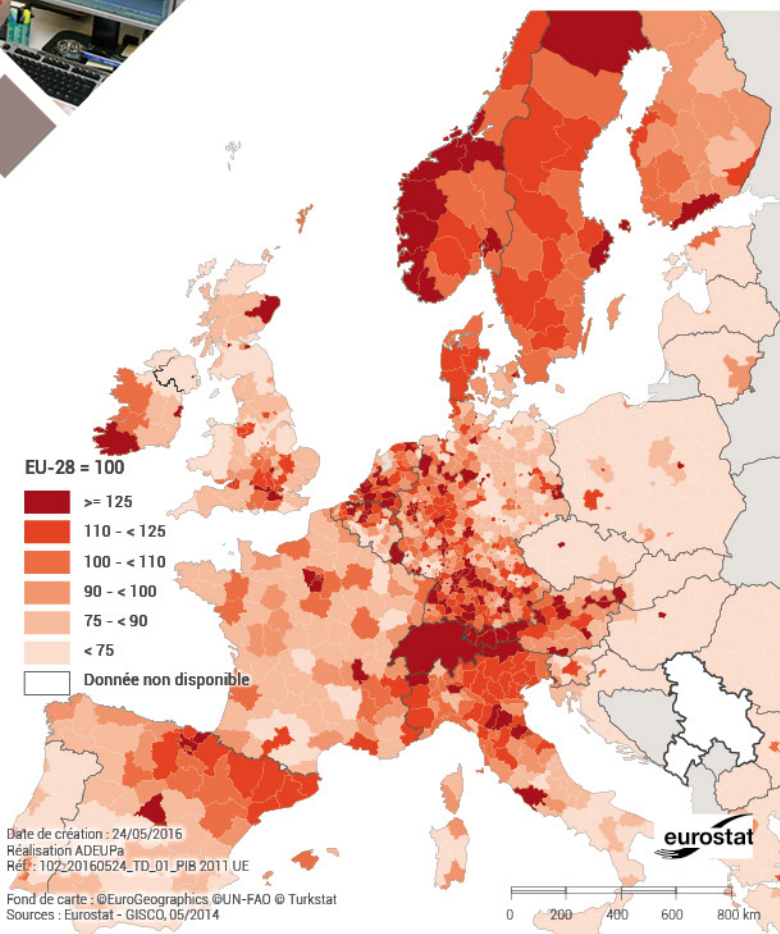 EU-28 = 100
>= 125
110 - < 125
100 - < 110
90 - < 100
75 - < 90
< 75
Donnée non disponible
Date de création : 24/05/2016
Réalisation ADEUPa
Réf. : 102_20160524_TD_01_PIB 2011 UE
Fond de carte : ©EuroGeographics ©UN-FAO © Turkstat
Sources : Eurostat - GISCO, 05/2014
eurostat
0 200 400 600 800 km